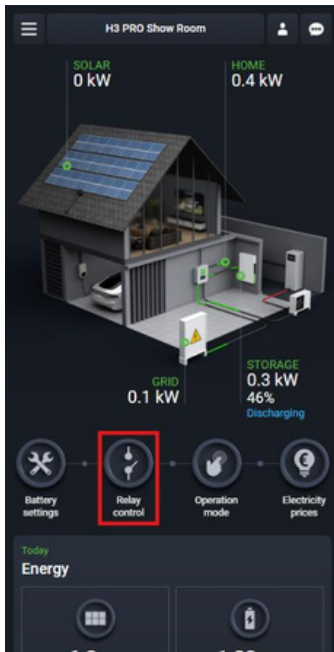 H3 PRO Show Room
SOLAR
0 kW
HOME
0.4 kW
GRID
0.1 kW
STORAGE
0.3 kW
46%
Discharging
Battery
settings
Relay
control
Operation
mode
Electricity
prices
Today
Energy